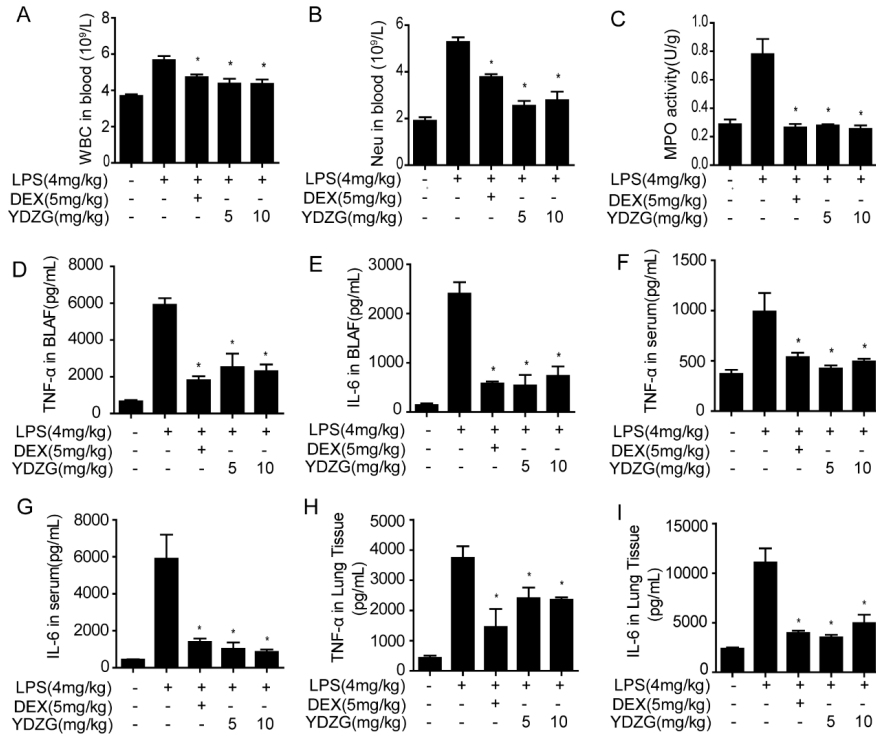 A
WBC in blood (10⁹/L)
8
6
4
2
0
LPS(4mg/kg) - + + + +
DEX(5mg/kg) - - + - -
YDZG(mg/kg) - - - 5 10
B
Neu in blood (10⁹/L)
6
4
2
0
LPS(4mg/kg) - + + + +
DEX(5mg/kg) - - + - -
YDZG(mg/kg) - - - 5 10
C
MPO activity(U/g)
1.0
0.8
0.6
0.4
0.2
0.0
LPS(4mg/kg) - + + + +
DEX(5mg/kg) - - + - -
YDZG(mg/kg) - - - 5 10
D
TNF-α in BLAF(pg/mL)
8000
6000
4000
2000
0
LPS(4mg/kg) - + + + +
DEX(5mg/kg) - - + - -
YDZG(mg/kg) - - - 5 10
E
IL-6 in BLAF(pg/mL)
3000
2000
1000
0
LPS(4mg/kg) - + + + +
DEX(5mg/kg) - - + - -
YDZG(mg/kg) - - - 5 10
F
TNF-α in serum(pg/mL)
1500
1000
500
0
LPS(4mg/kg) - + + + +
DEX(5mg/kg) - - + - -
YDZG(mg/kg) - - - 5 10
G
IL-6 in serum(pg/mL)
8000
6000
4000
2000
0
LPS(4mg/kg) - + + + +
DEX(5mg/kg) - - + - -
YDZG(mg/kg) - - - 5 10
H
TNF-α in Lung Tissue
(pg/mL)
5000
4000
3000
2000
1000
0
LPS(4mg/kg) - + + + +
DEX(5mg/kg) - - + - -
YDZG(mg/kg) - - - 5 10
I
IL-6 in Lung Tissue
(pg/mL)
15000
10000
5000
0
LPS(4mg/kg) - + + + +
DEX(5mg/kg) - - + - -
YDZG(mg/kg) - - - 5 10